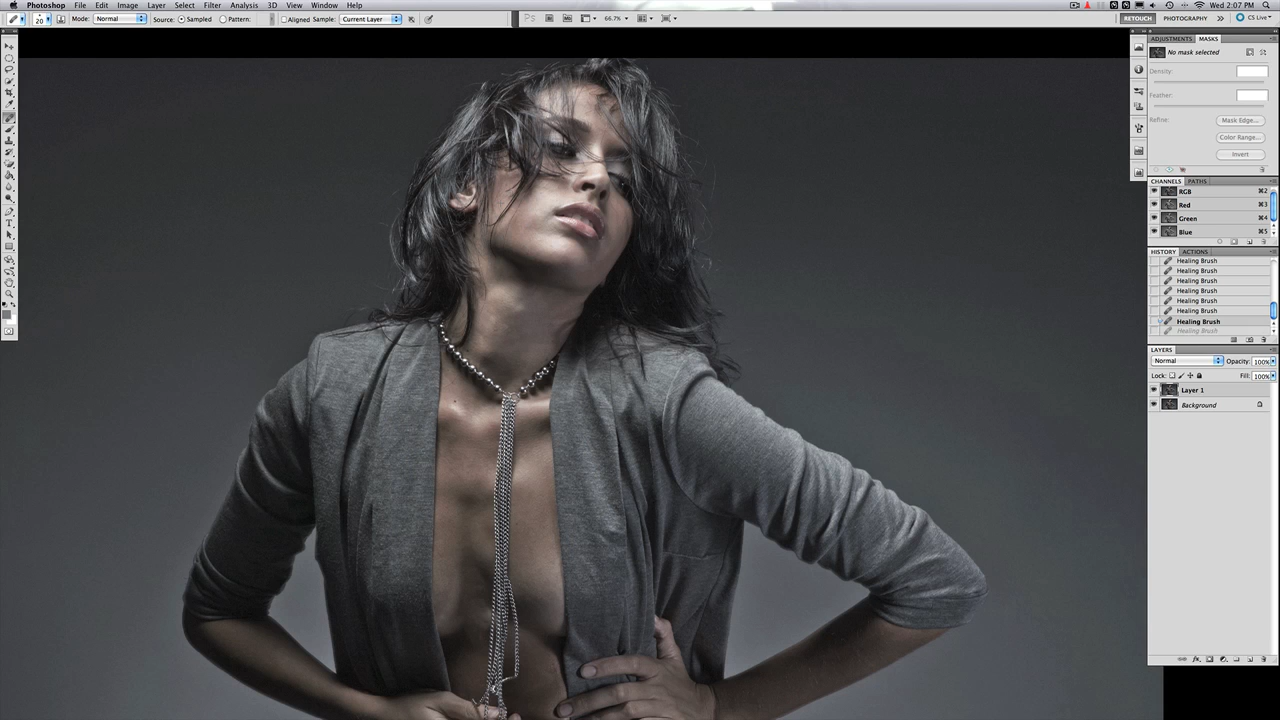 Photoshop File Edit Image Layer Select Filter Analysis 3D View Window Help Wed 2:07 PM
20 Mode: Normal Source: Sampled Pattern: Aligned Sample: Current Layer Ps 66.7% RETOUCH PHOTOGRAPHY >> CS Live
ADJUSTMENTS MASKS
No mask selected
Density:
Feather:
Refine: Mask Edge...
Color Range...
Invert
CHANNELS PATHS
RGB ⌘2
Red ⌘3
Green ⌘4
Blue ⌘5
HISTORY ACTIONS
Healing Brush
Healing Brush
Healing Brush
Healing Brush
Healing Brush
Healing Brush
Healing Brush
Healing Brush
LAYERS
Normal Opacity: 100%
Lock: Fill: 100%
Layer 1
Background